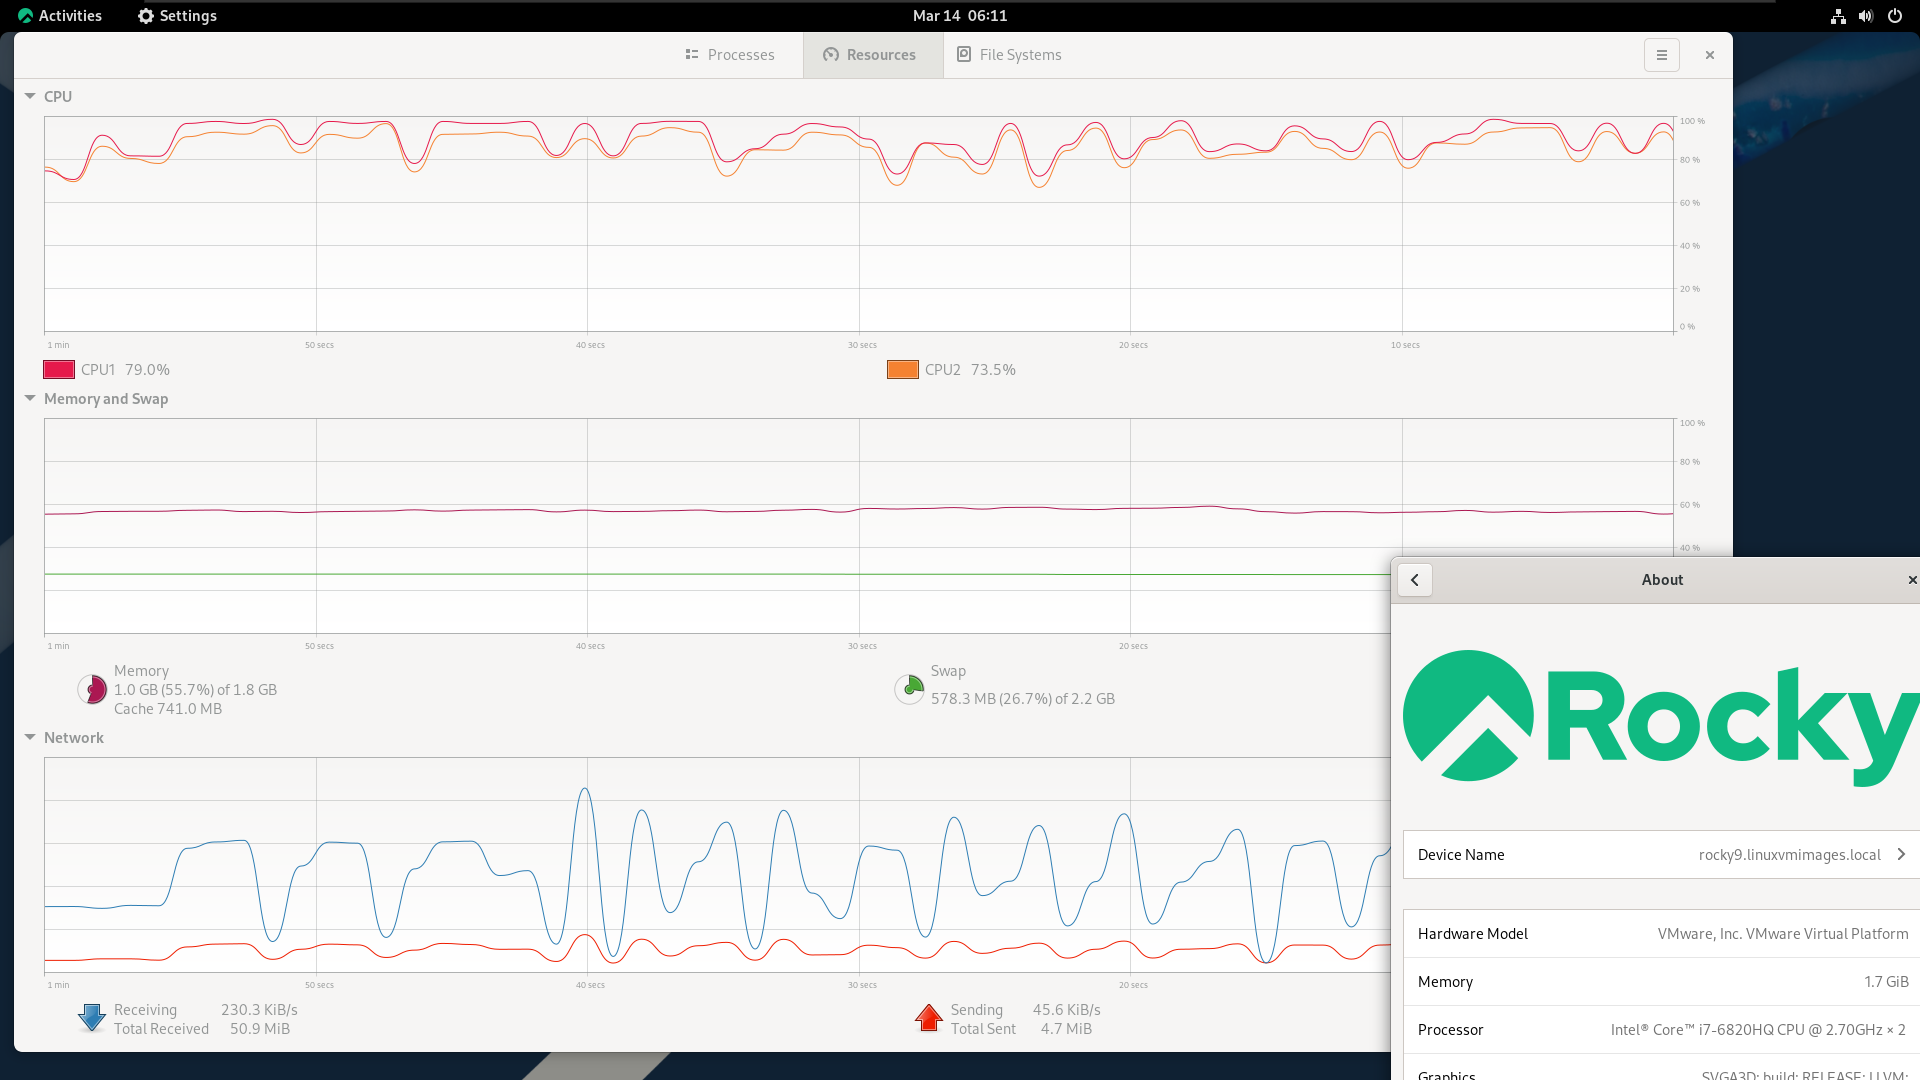 Activities
Settings
Mar 14 06:11
Processes
Resources
File Systems
CPU
100 %
80 %
60 %
40 %
20 %
0 %
1 min
50 secs
40 secs
30 secs
20 secs
10 secs
CPU1 79.0%
CPU2 73.5%
Memory and Swap
100 %
80 %
60 %
40 %
1 min
50 secs
40 secs
30 secs
20 secs
Memory
1.0 GB (55.7%) of 1.8 GB
Cache 741.0 MB
Swap
578.3 MB (26.7%) of 2.2 GB
Network
1 min
50 secs
40 secs
30 secs
20 secs
Receiving 230.3 KiB/s
Total Received 50.9 MiB
Sending 45.6 KiB/s
Total Sent 4.7 MiB
About
Rocky
Device Name rocky9.linuxvmimages.local
Hardware Model VMware, Inc. VMware Virtual Platform
Memory 1.7 GiB
Processor Intel® Core™ i7-6820HQ CPU @ 2.70GHz × 2
Graphics SVGA3D; build: RELEASE; LLVM;